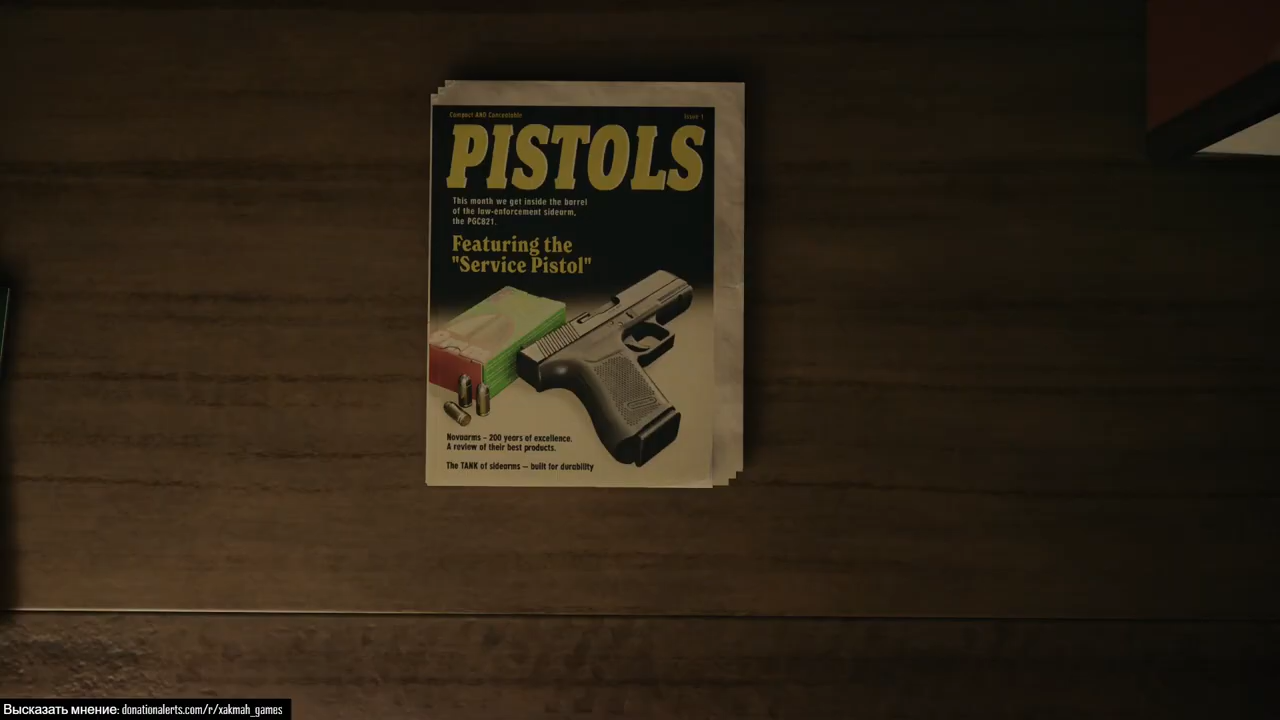 Compact AND Concealable
Issue 1
PISTOLS
This month we get inside the barrel
of the law-enforcement sidearm,
the PGC821.
Featuring the
"Service Pistol"
Novaarms – 200 years of excellence.
A review of their best products.
The TANK of sidearms – built for durability
Высказать мнение: donationalerts.com/r/xakmah_games